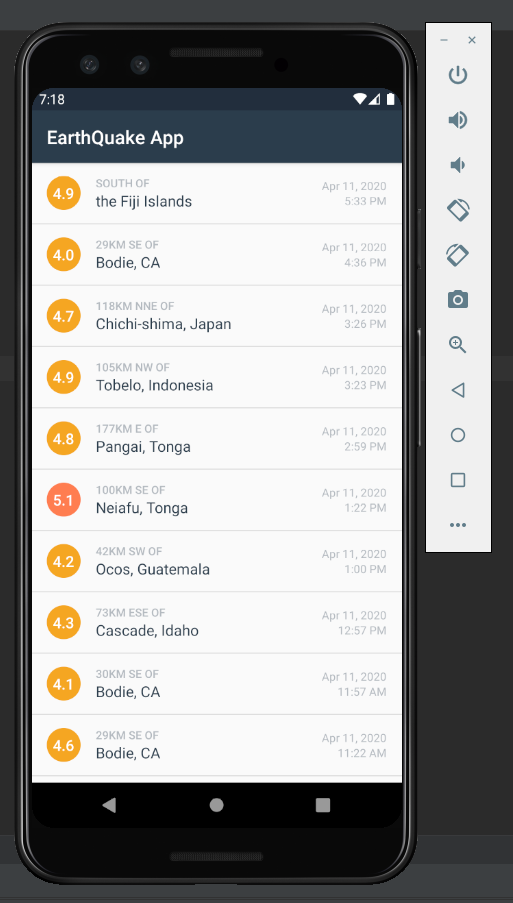 7:18
EarthQuake App
4.9
SOUTH OF
the Fiji Islands
Apr 11, 2020
5:33 PM
4.0
29KM SE OF
Bodie, CA
Apr 11, 2020
4:36 PM
4.7
118KM NNE OF
Chichi-shima, Japan
Apr 11, 2020
3:26 PM
4.9
105KM NW OF
Tobelo, Indonesia
Apr 11, 2020
3:23 PM
4.8
177KM E OF
Pangai, Tonga
Apr 11, 2020
2:59 PM
5.1
100KM SE OF
Neiafu, Tonga
Apr 11, 2020
1:22 PM
4.2
42KM SW OF
Ocos, Guatemala
Apr 11, 2020
1:00 PM
4.3
73KM ESE OF
Cascade, Idaho
Apr 11, 2020
12:57 PM
4.1
30KM SE OF
Bodie, CA
Apr 11, 2020
11:57 AM
4.6
29KM SE OF
Bodie, CA
Apr 11, 2020
11:22 AM